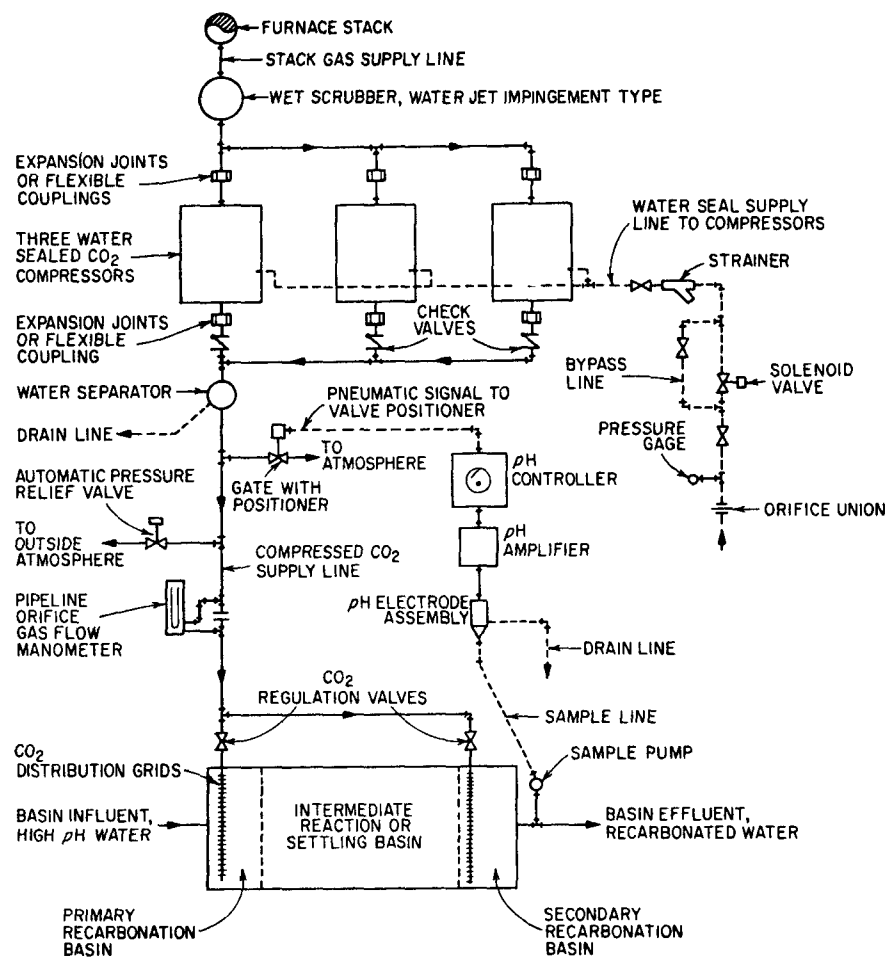 FURNACE STACK
STACK GAS SUPPLY LINE
WET SCRUBBER, WATER JET IMPINGEMENT TYPE
EXPANSION JOINTS
OR FLEXIBLE
COUPLINGS
THREE WATER
SEALED CO2
COMPRESSORS
WATER SEAL SUPPLY
LINE TO COMPRESSORS
STRAINER
EXPANSION JOINTS
OR FLEXIBLE
COUPLING
CHECK
VALVES
BYPASS
LINE
SOLENOID
VALVE
WATER SEPARATOR
PNEUMATIC SIGNAL TO
VALVE POSITIONER
DRAIN LINE
TO
ATMOSPHERE
PRESSURE
GAGE
AUTOMATIC PRESSURE
RELIEF VALVE
GATE WITH
POSITIONER
pH
CONTROLLER
ORIFICE UNION
TO
OUTSIDE
ATMOSPHERE
COMPRESSED CO2
SUPPLY LINE
pH
AMPLIFIER
PIPELINE
ORIFICE
GAS FLOW
MANOMETER
pH ELECTRODE
ASSEMBLY
DRAIN LINE
CO2
REGULATION VALVES
SAMPLE LINE
CO2
DISTRIBUTION GRIDS
SAMPLE PUMP
BASIN INFLUENT,
HIGH pH WATER
INTERMEDIATE
REACTION OR
SETTLING BASIN
BASIN EFFLUENT,
RECARBONATED WATER
PRIMARY
RECARBONATION
BASIN
SECONDARY
RECARBONATION
BASIN